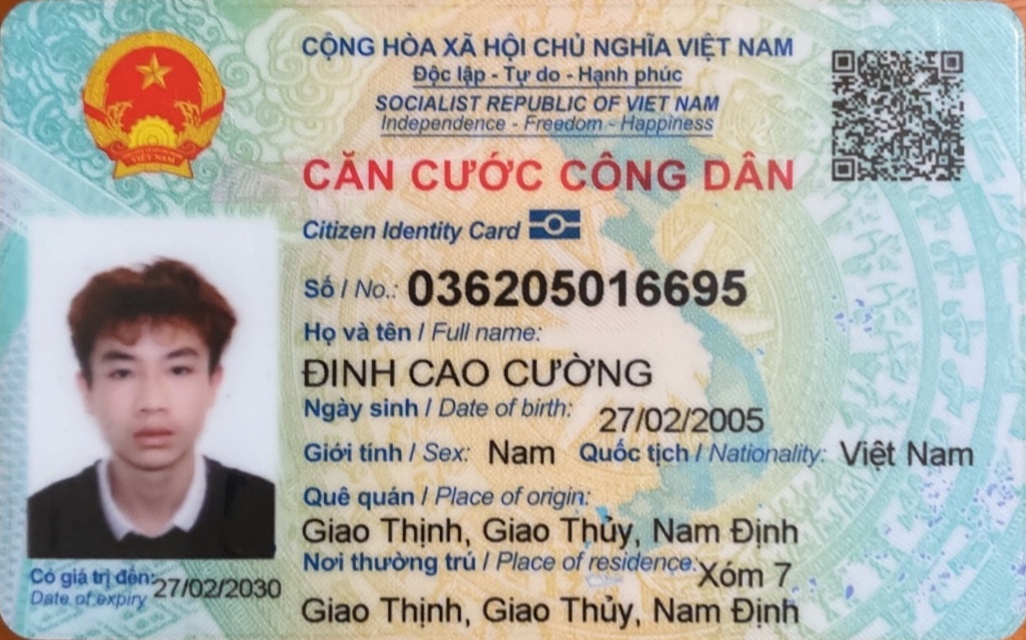 CỘNG HÒA XÃ HỘI CHỦ NGHĨA VIỆT NAM
Độc lập - Tự do - Hạnh phúc
SOCIALIST REPUBLIC OF VIET NAM
Independence - Freedom - Happiness
CĂN CƯỚC CÔNG DÂN
Citizen Identity Card
VIỆT NAM
Số / No.: 036205016695
Họ và tên / Full name:
ĐINH CAO CƯỜNG
Ngày sinh / Date of birth: 27/02/2005
Giới tính / Sex: Nam Quốc tịch / Nationality: Việt Nam
Quê quán / Place of origin:
Giao Thịnh, Giao Thủy, Nam Định
Nơi thường trú / Place of residence: Xóm 7
Giao Thịnh, Giao Thủy, Nam Định
Có giá trị đến: 27/02/2030
Date of expiry